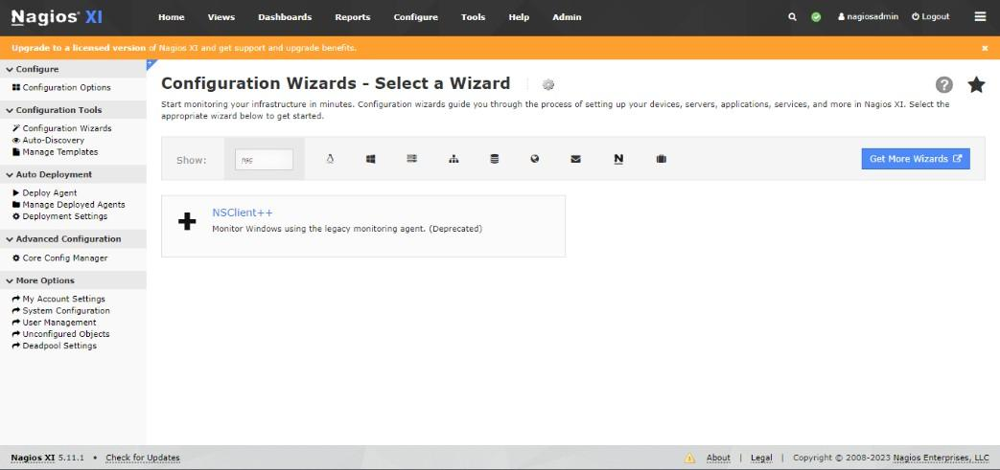 Nagios XI Home Views Dashboards Reports Configure Tools Help Admin nagiosadmin Logout
Upgrade to a licensed version of Nagios XI and get support and upgrade benefits. ×
Configure
Configuration Options
Configuration Tools
Configuration Wizards
Auto-Discovery
Manage Templates
Auto Deployment
Deploy Agent
Manage Deployed Agents
Deployment Settings
Advanced Configuration
Core Config Manager
More Options
My Account Settings
System Configuration
User Management
Unconfigured Objects
Deadpool Settings
Configuration Wizards - Select a Wizard
Start monitoring your infrastructure in minutes. Configuration wizards guide you through the process of setting up your devices, servers, applications, services, and more in Nagios XI. Select the
appropriate wizard below to get started.
Show: nsc N Get More Wizards
NSClient++
Monitor Windows using the legacy monitoring agent. (Deprecated)
Nagios XI 5.11.1 • Check for Updates About | Legal | Copyright © 2008-2023 Nagios Enterprises, LLC